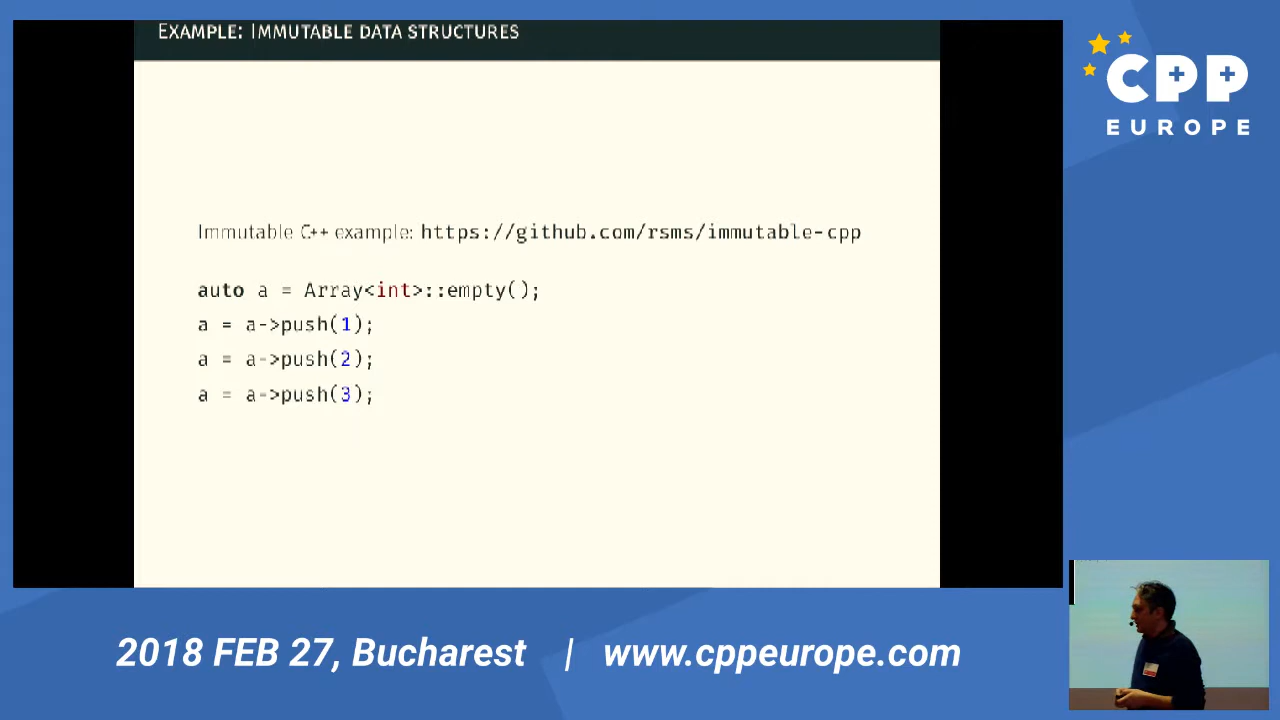 EXAMPLE: IMMUTABLE DATA STRUCTURES
CPP
EUROPE
Immutable C++ example: https://github.com/rsms/immutable-cpp
auto a = Array<int>::empty();
a = a->push(1);
a = a->push(2);
a = a->push(3);
2018 FEB 27, Bucharest | www.cppeurope.com